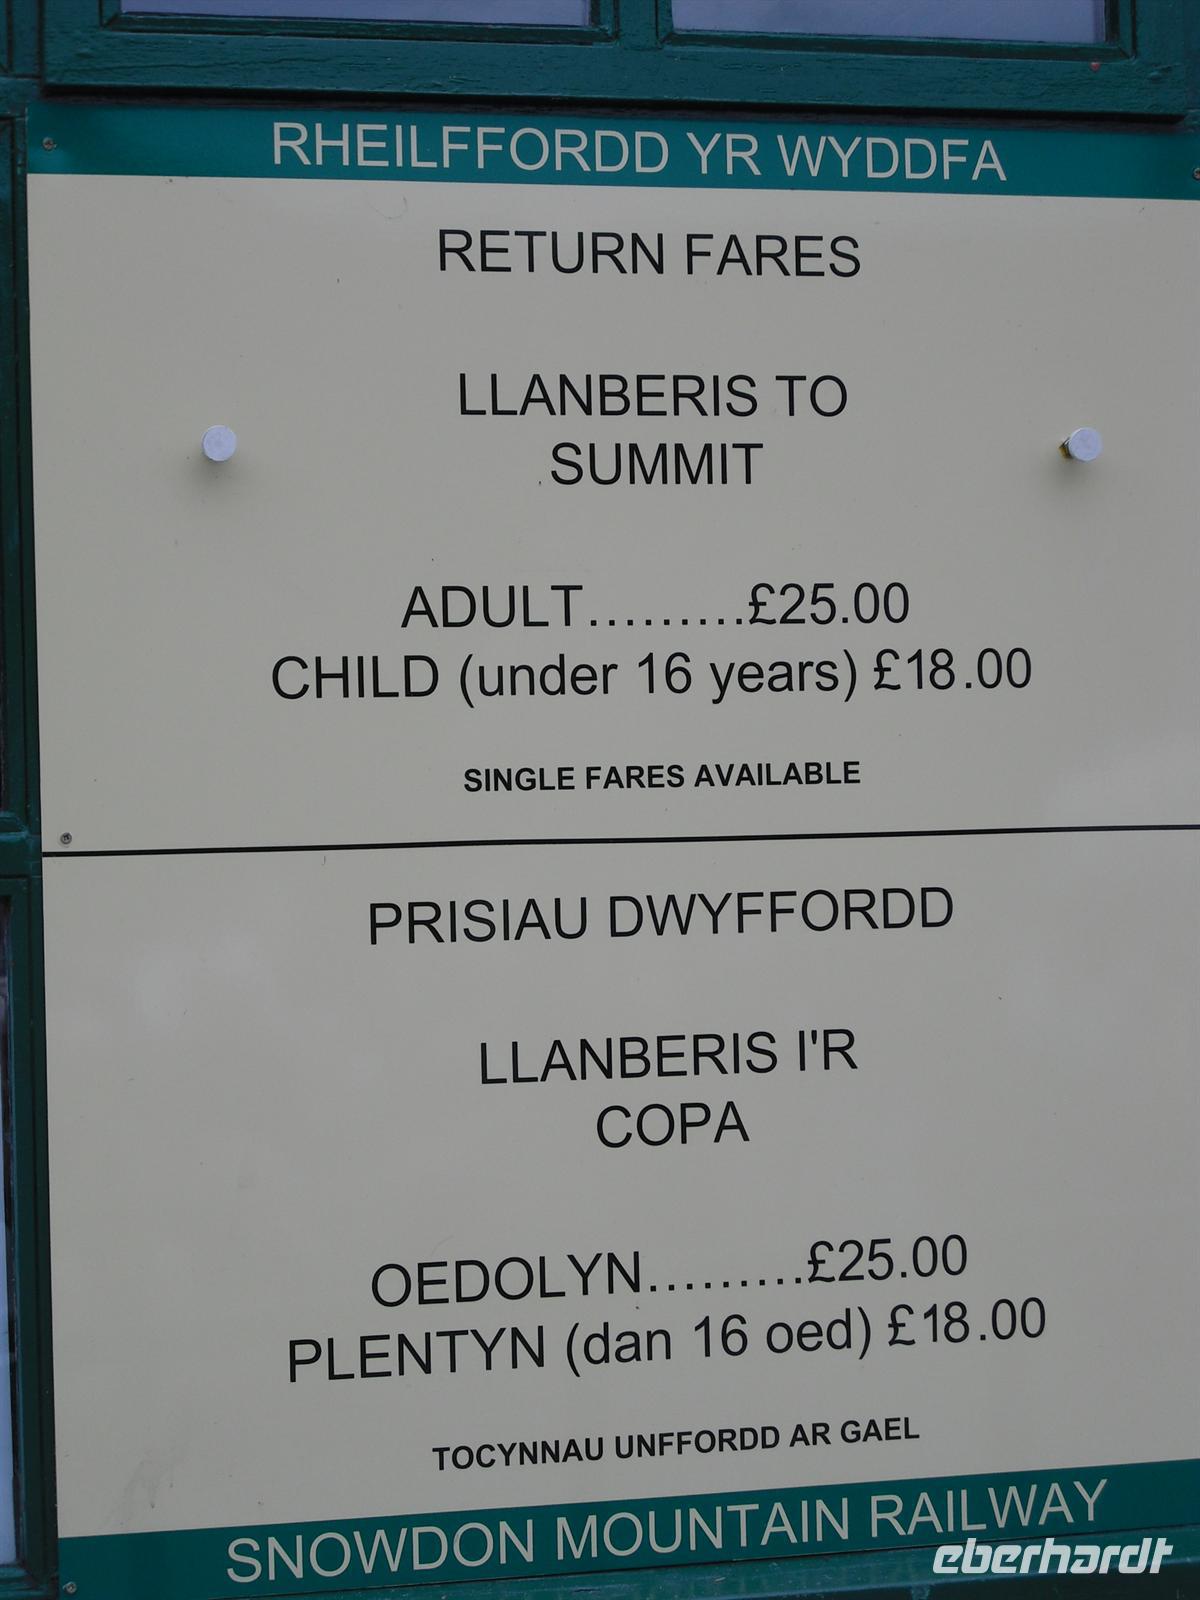 RHEILFFORDD YR WYDDFA
RETURN FARES
LLANBERIS TO
SUMMIT
ADULT.........£25.00
CHILD (under 16 years) £18.00
SINGLE FARES AVAILABLE
PRISIAU DWYFFORDD
LLANBERIS I'R
COPA
OEDOLYN.........£25.00
PLENTYN (dan 16 oed) £18.00
TOCYNNAU UNFFORDD AR GAEL
SNOWDON MOUNTAIN RAILWAY
eberhardt